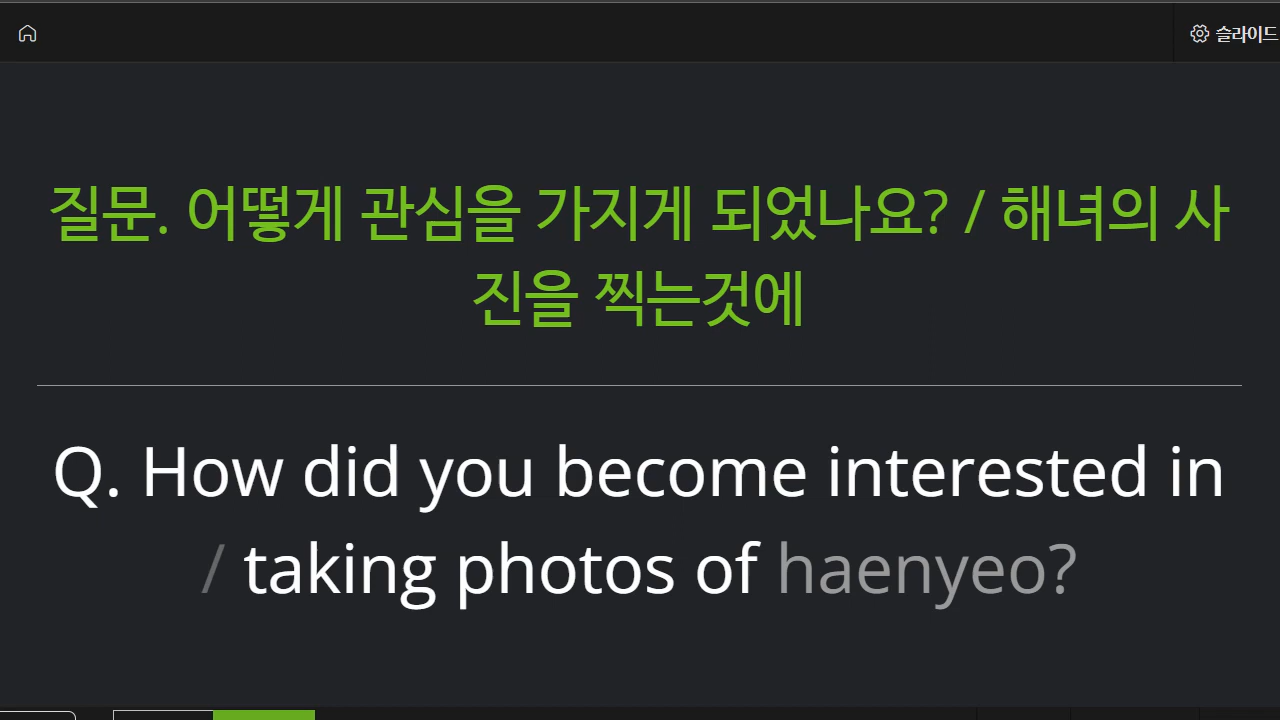 슬라이드
질문. 어떻게 관심을 가지게 되었나요? / 해녀의 사
진을 찍는것에
Q. How did you become interested in
/ taking photos of haenyeo?